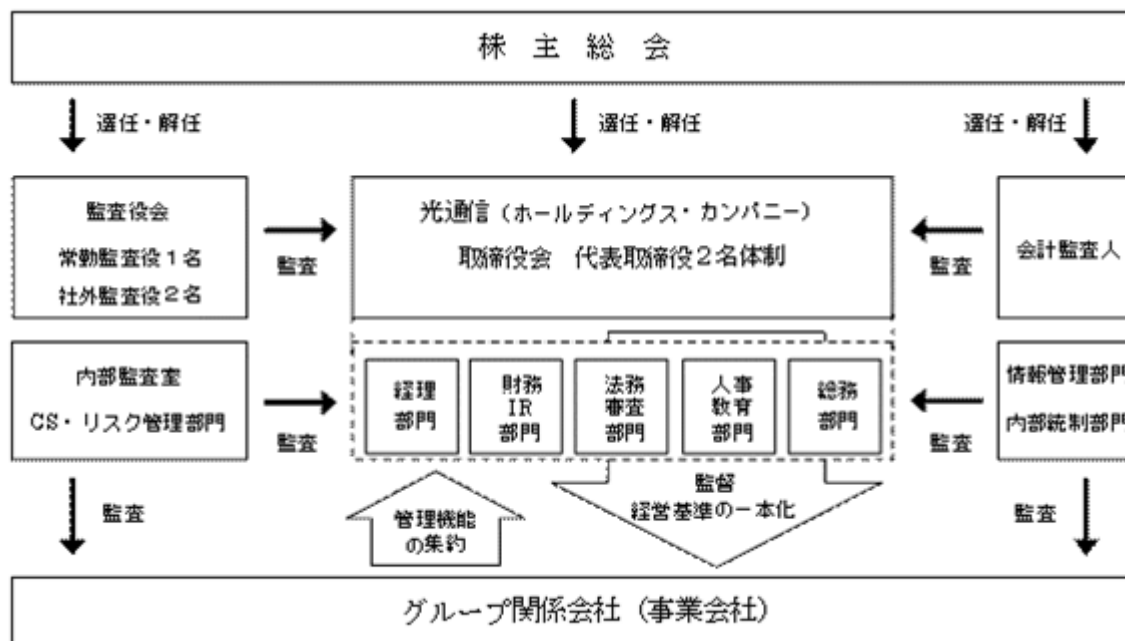 株主総会
選任・解任
選任・解任
選任・解任
監査役会
常勤監査役1名
社外監査役2名
監査
光通信(ホールディングス・カンパニー)
取締役会 代表取締役2名体制
監査
会計監査人
内部監査室
CS・リスク管理部門
監査
経理
部門
財務
IR
部門
法務
審査
部門
人事
教育
部門
総務
部門
監査
情報管理部門
内部統制部門
監査
管理機能
の集約
監督
経営基準の一本化
監査
グループ関係会社(事業会社)